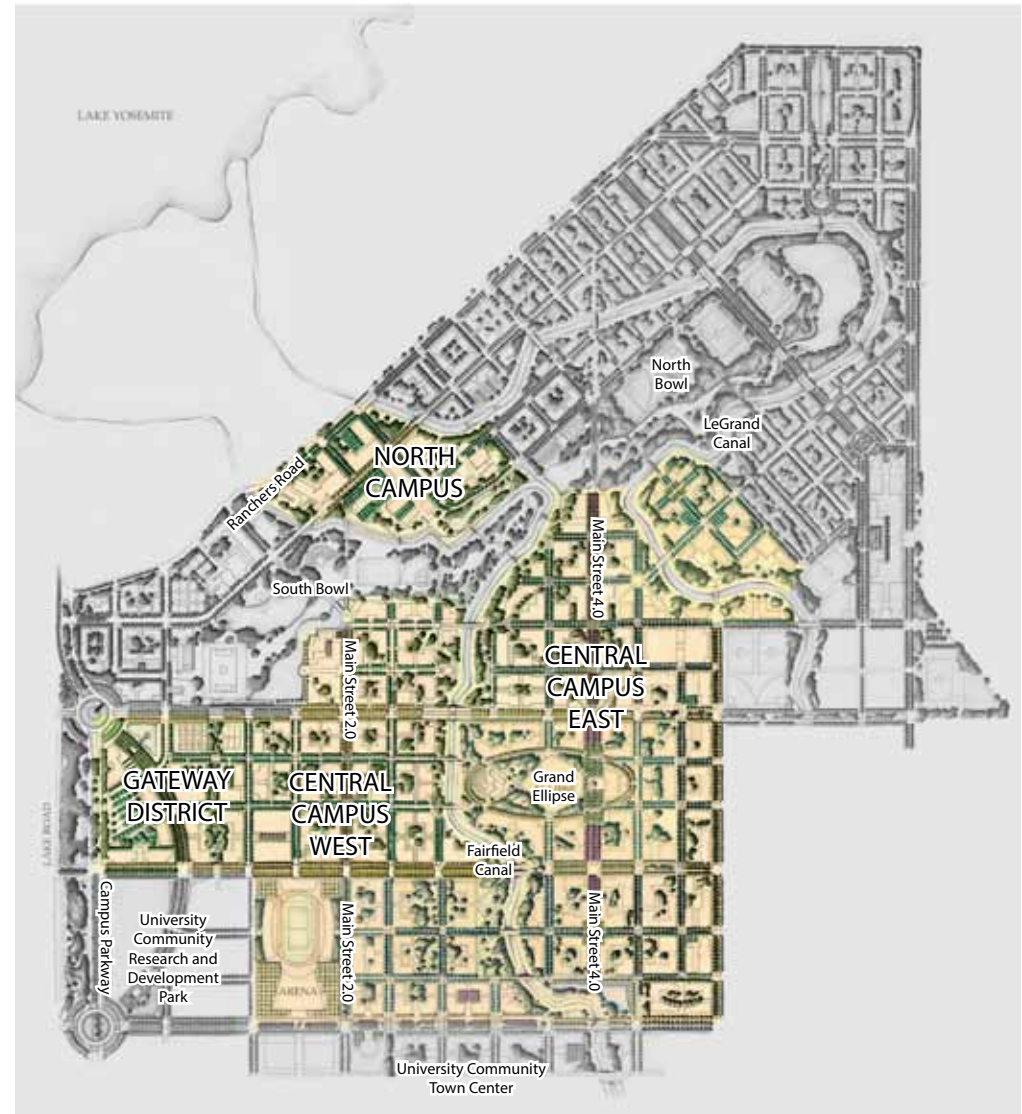 LAKE YOSEMITE
North
Bowl
LeGrand
Canal
NORTH
CAMPUS
Ranchers Road
Main Street 4.0
South Bowl
Main Street 2.0
CENTRAL
CAMPUS
EAST
GATEWAY
DISTRICT
CENTRAL
CAMPUS
WEST
Grand
Ellipse
LAKE ROAD
Fairfield
Canal
Campus Parkway
University
Community
Research and
Development
Park
Main Street 2.0
Main Street 4.0
ARENA
University Community
Town Center